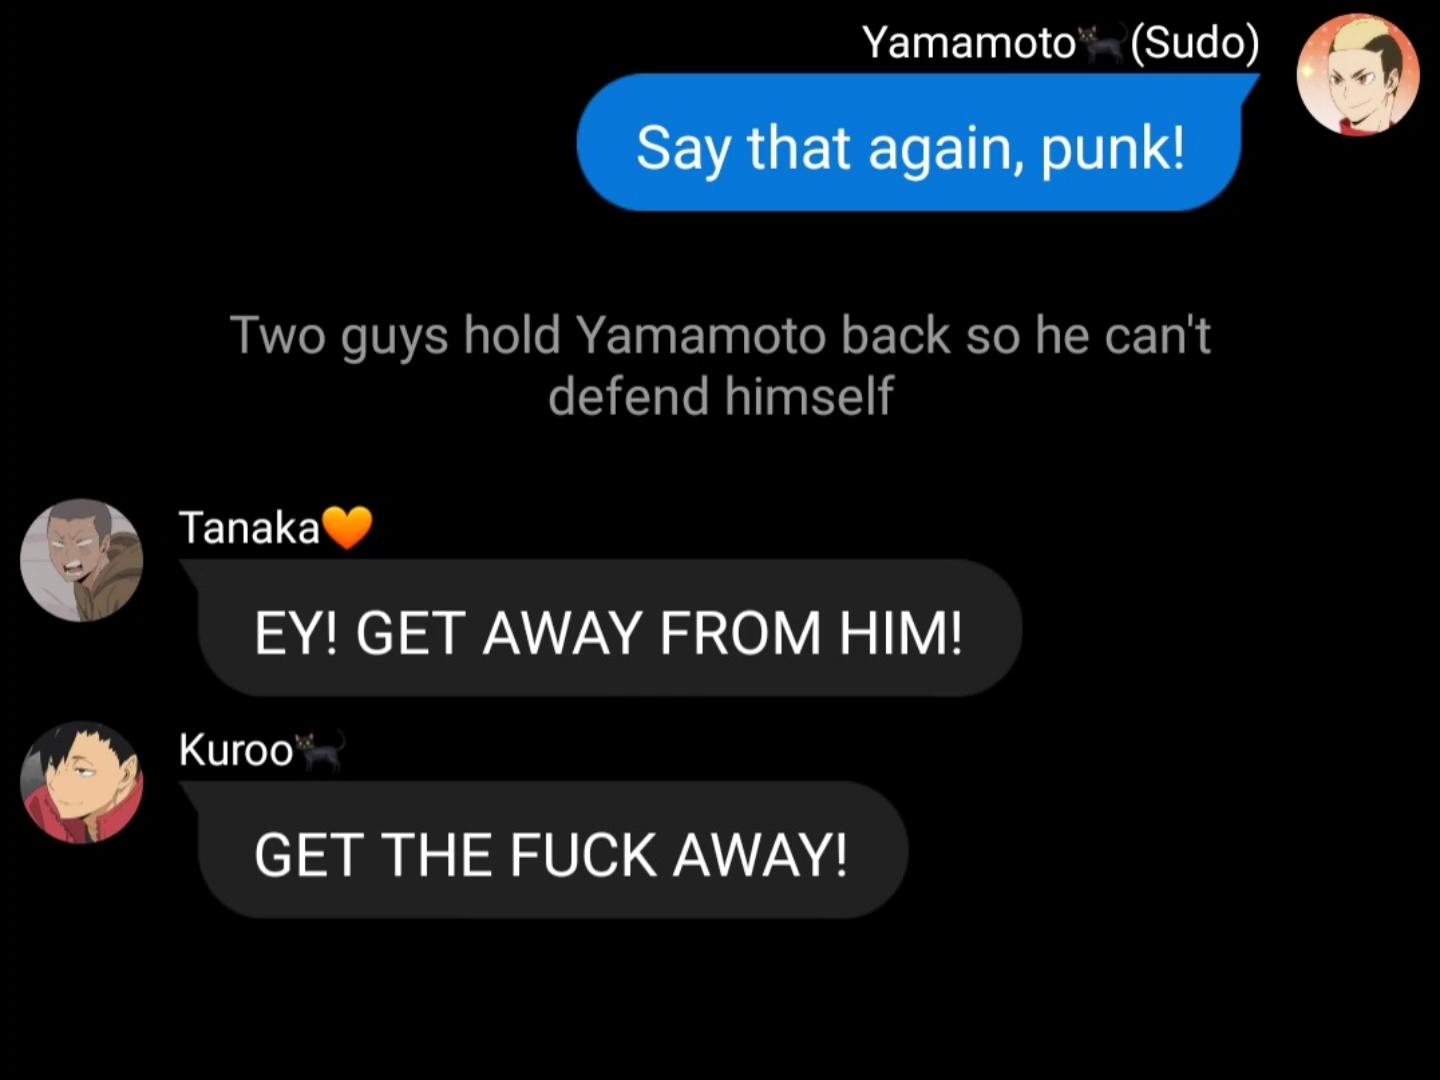 Yamamoto🐈‍⬛(Sudo)
Say that again, punk!
Two guys hold Yamamoto back so he can't
defend himself
Tanaka🧡
EY! GET AWAY FROM HIM!
Kuroo🐈‍⬛
GET THE FUCK AWAY!